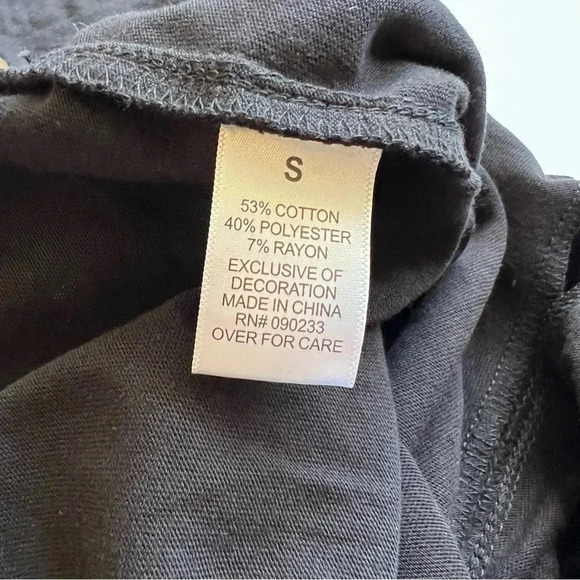 S
53% COTTON
40% POLYESTER
7% RAYON
EXCLUSIVE OF
DECORATION
MADE IN CHINA
RN# 090233
OVER FOR CARE